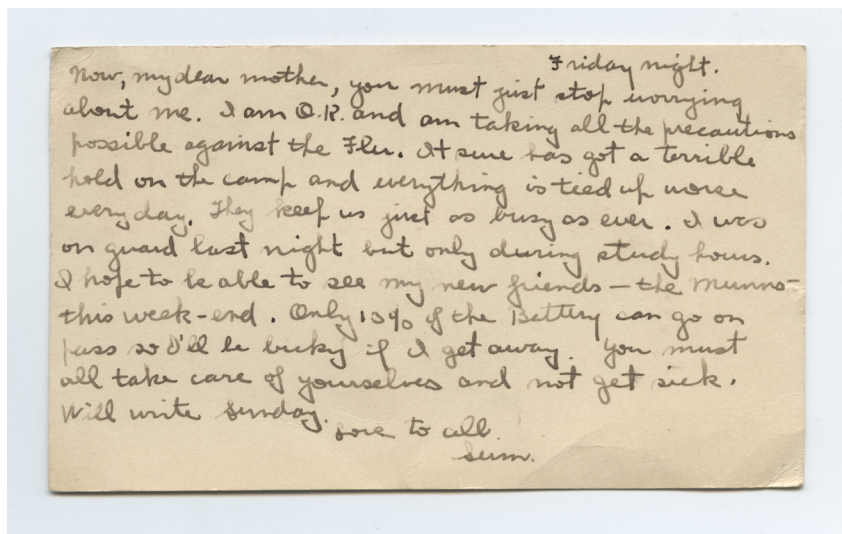 Friday night.
Now, my dear mother, you must just stop worrying
about me. I am O.K. and am taking all the precautions
possible against the Flu. It sure has got a terrible
hold on the camp and everything is tied up worse
every day. They keep us just as busy as ever. I was
on guard last night but only during study hours.
I hope to be able to see my new friends – the Munns –
this week-end. Only 10% of the Battery can go on
pass so I'll be lucky if I get away. You must
all take care of yourselves and not get sick.
Will write Sunday.
Love to all.